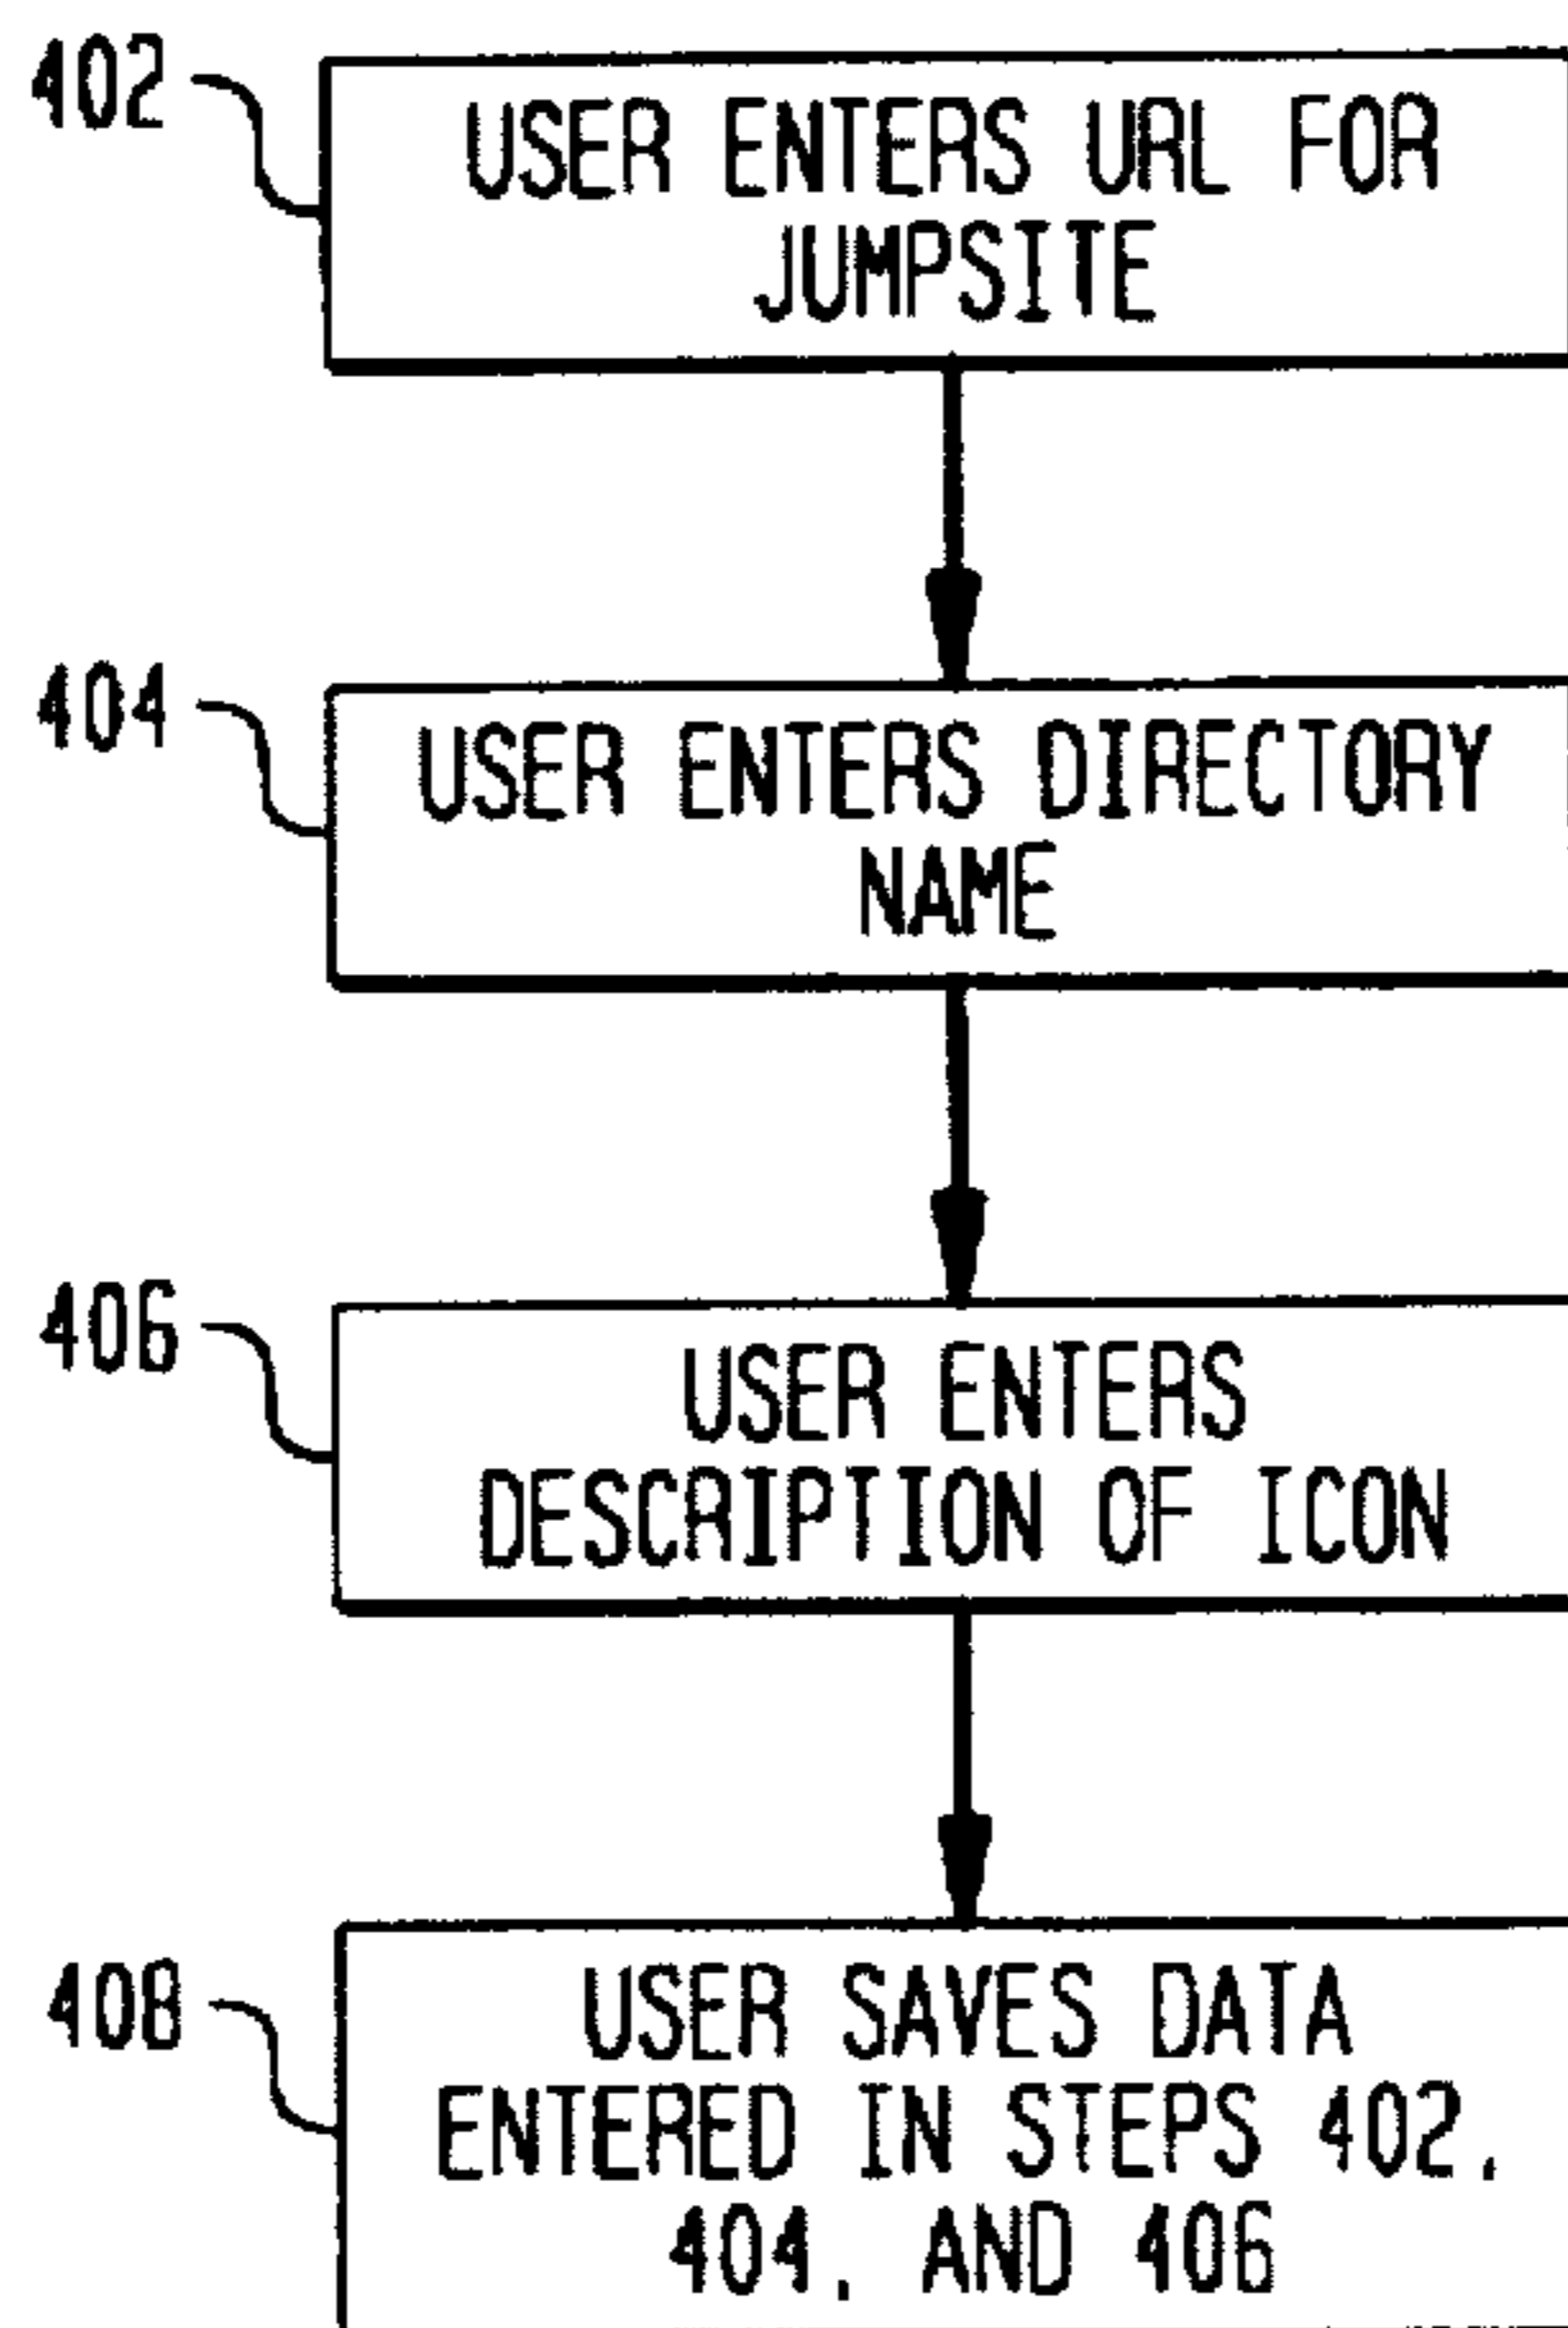 402
USER ENTERS URL FOR
JUMPSITE
404
USER ENTERS DIRECTORY
NAME
406
USER ENTERS
DESCRIPTION OF ICON
408
USER SAVES DATA
ENTERED IN STEPS 402,
404, AND 406